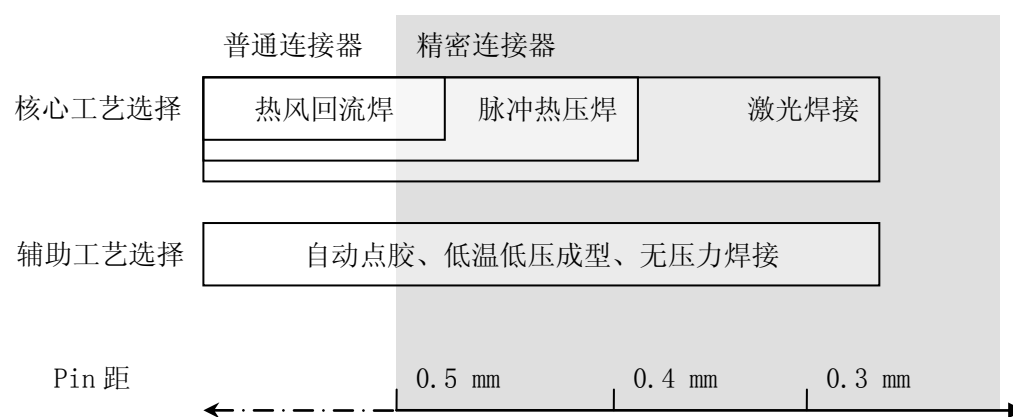 普通连接器 精密连接器
核心工艺选择 热风回流焊 脉冲热压焊 激光焊接
辅助工艺选择 自动点胶、低温低压成型、无压力焊接
Pin 距 0.5 mm 0.4 mm 0.3 mm